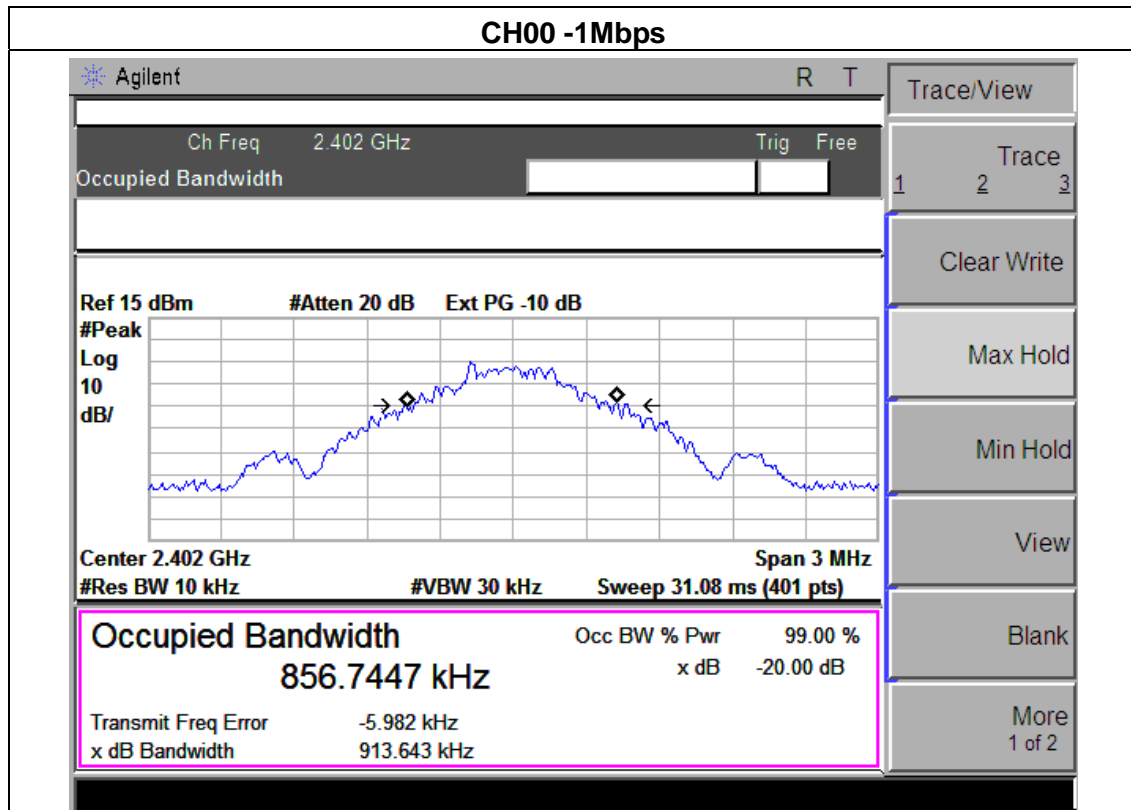 CH00 -1Mbps
Agilent R T
Trace/View
Ch Freq 2.402 GHz Trig Free
Occupied Bandwidth
Trace
1 2 3
Clear Write
Max Hold
Min Hold
View
Blank
More
1 of 2
Ref 15 dBm #Atten 20 dB Ext PG -10 dB
#Peak
Log
10
dB/
Center 2.402 GHz Span 3 MHz
#Res BW 10 kHz #VBW 30 kHz Sweep 31.08 ms (401 pts)
Occupied Bandwidth
856.7447 kHz
Occ BW % Pwr 99.00 %
x dB -20.00 dB
Transmit Freq Error -5.982 kHz
x dB Bandwidth 913.643 kHz